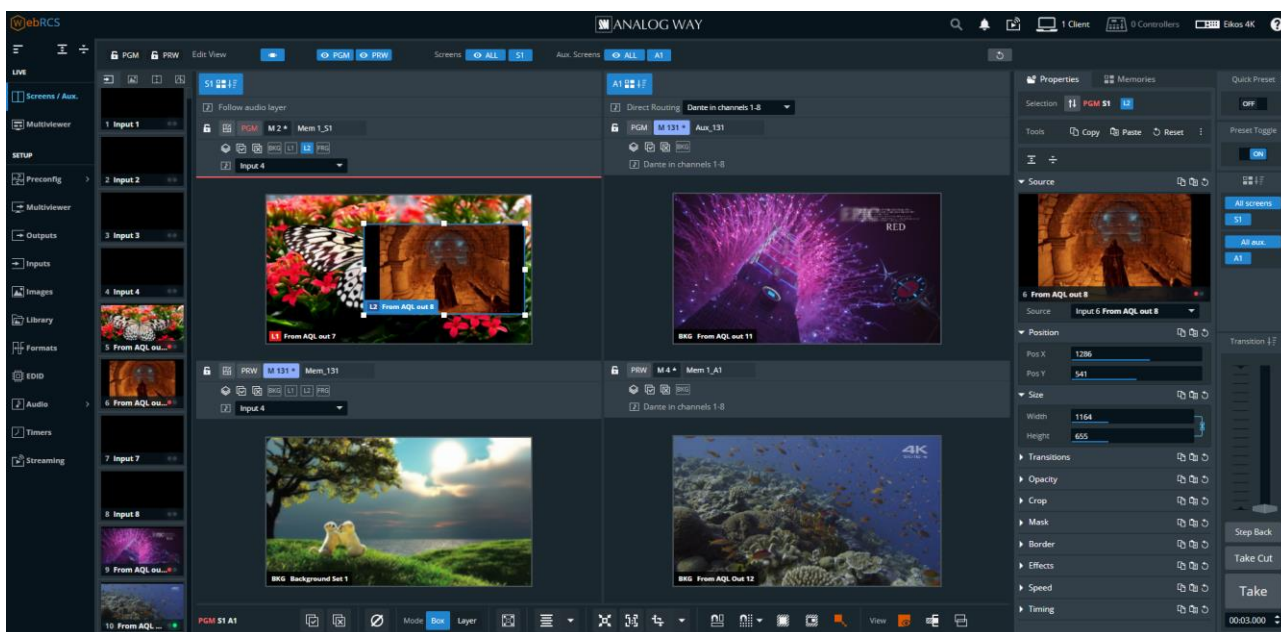 WebRCS
ANALOG WAY
1 Client
0 Controllers
Eikos 4K
?
PGM
PRW
Edit View
PGM
PRW
Screens
ALL
S1
Aux. Screens
ALL
A1
LIVE
Screens / Aux.
Multiviewer
SETUP
Preconfig
Multiviewer
Outputs
Inputs
Images
Library
Formats
EDID
Audio
Timers
Streaming
1 Input 1
2 Input 2
3 Input 3
4 Input 4
5 From AQL ou...
6 From AQL ou...
7 Input 7
8 Input 8
9 From AQL ou...
10 From AQL ...
S1
Follow audio layer
PGM M 2 * Mem 1_S1
BKG L1 L2 FRG
Input 4
L2 From AQL out 8
L1 From AQL out 7
PRW M 131 * Mem_131
BKG L1 L2 FRG
Input 4
BKG Background Set 1
A1
Direct Routing Dante in channels 1-8
PGM M 131 * Aux_131
BKG
Dante in channels 1-8
EPIC
RED
BKG From AQL out 11
PRW M 4 * Mem 1_A1
BKG
Dante in channels 1-8
4K
BKG From AQL Out 12
PGM S1 A1
Mode Box Layer
View
Properties
Memories
Selection PGM S1 L2
Tools Copy Paste Reset
Source
6 From AQL out 8
Source Input 6 From AQL out 8
Position
Pos X 1286
Pos Y 541
Size
Width 1164
Height 655
Transitions
Opacity
Crop
Mask
Border
Effects
Speed
Timing
Quick Preset
OFF
Preset Toggle
ON
All screens
S1
All aux.
A1
Transition
Step Back
Take Cut
Take
00:03.000